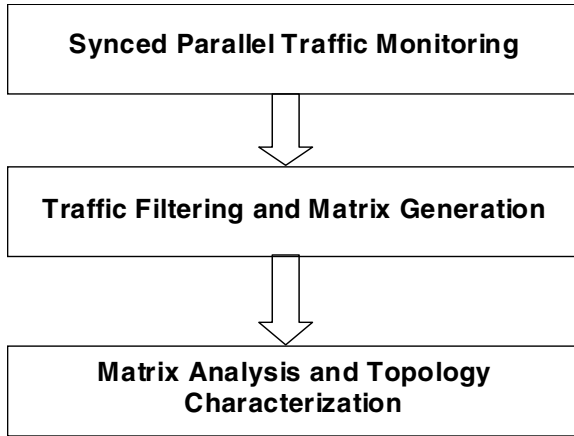 Synced Parallel Traffic Monitoring
Traffic Filtering and Matrix Generation
Matrix Analysis and Topology
Characterization